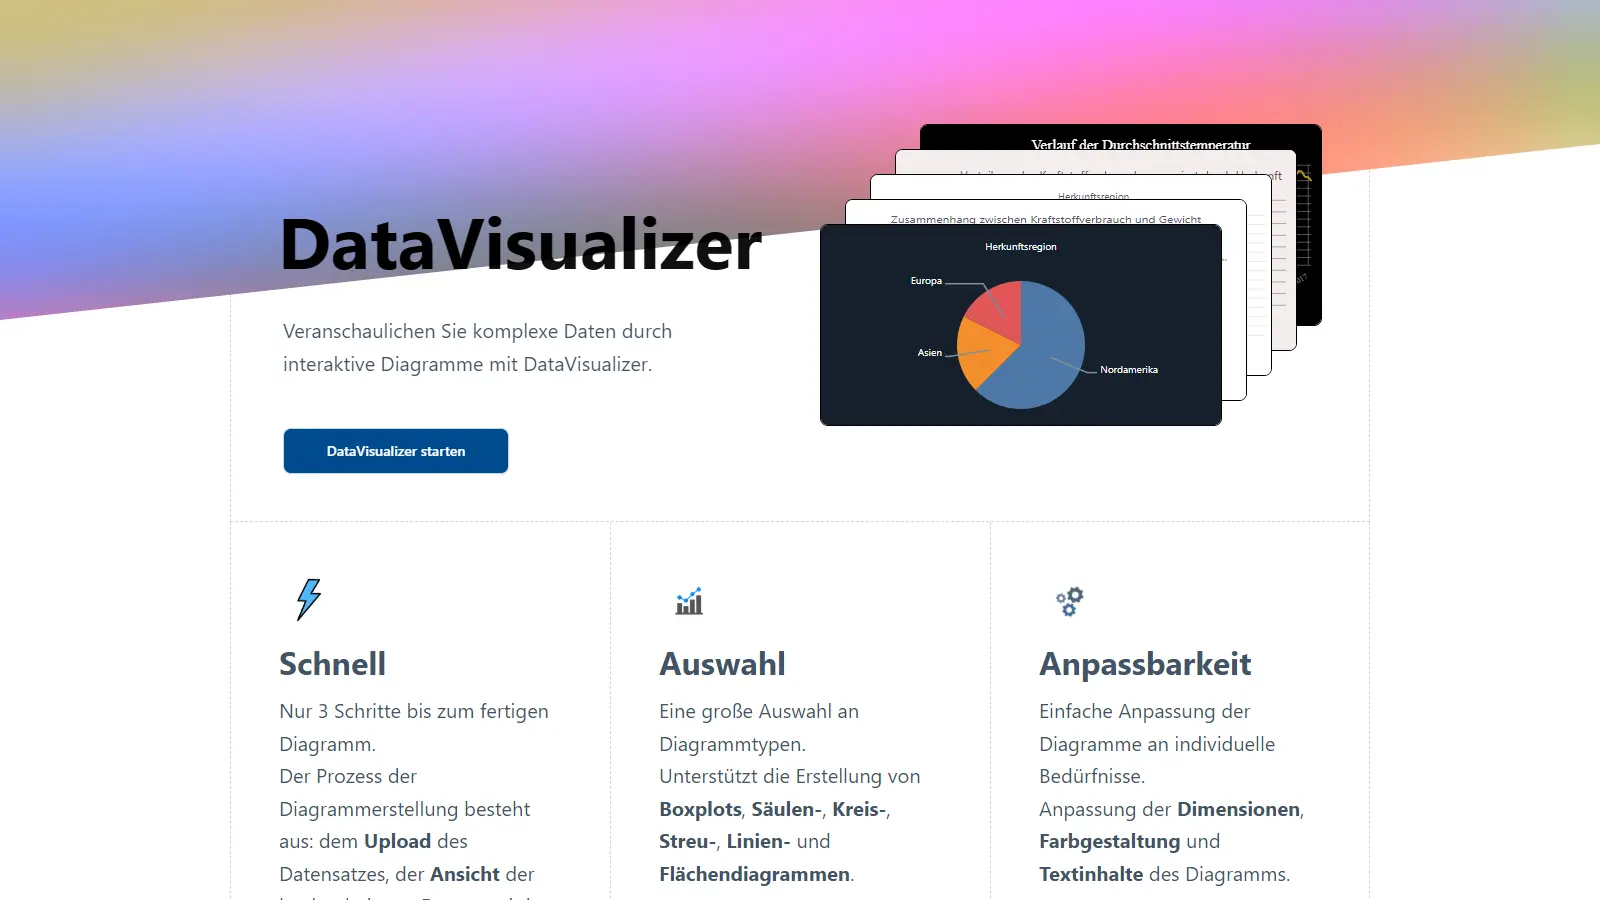 Verlauf der Durchschnittstemperatur
Herkunftsregion
Zusammenhang zwischen Kraftstoffverbrauch und Gewicht
DataVisualizer
Herkunftsregion
Europa
Asien
Nordamerika
2017
Veranschaulichen Sie komplexe Daten durch
interaktive Diagramme mit DataVisualizer.
DataVisualizer starten
Schnell
Nur 3 Schritte bis zum fertigen
Diagramm.
Der Prozess der
Diagrammerstellung besteht
aus: dem Upload des
Datensatzes, der Ansicht der
Auswahl
Eine große Auswahl an
Diagrammtypen.
Unterstützt die Erstellung von
Boxplots, Säulen-, Kreis-,
Streu-, Linien- und
Flächendiagrammen.
Anpassbarkeit
Einfache Anpassung der
Diagramme an individuelle
Bedürfnisse.
Anpassung der Dimensionen,
Farbgestaltung und
Textinhalte des Diagramms.